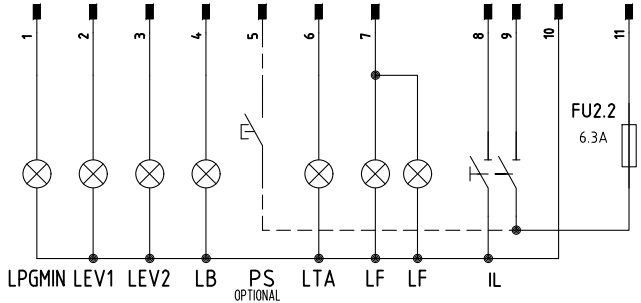 1 2 3 4 5 6 7 8 9 10 11
FU2.2
6.3A
LPGMIN LEV1 LEV2 LB PS LTA LF LF IL
OPTIONAL